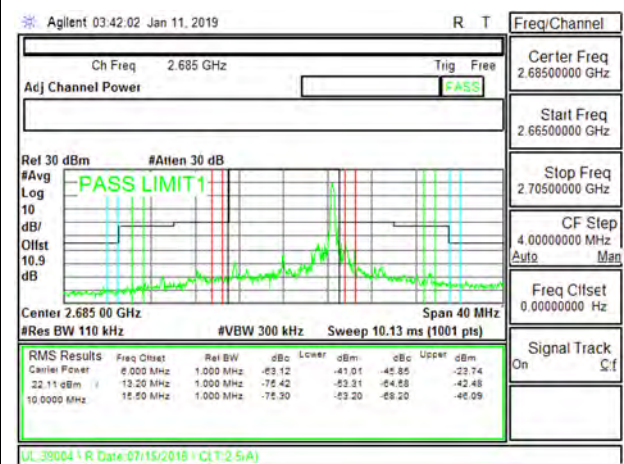 Agilent 03:42:02 Jan 11, 2019 R T
Ch Freq 2.685 GHz Trig Free
Adj Channel Power PASS
Ref 30 dBm #Atten 30 dB
#Avg
Log
10
dB/
Offst
10.9
dB
PASS LIMIT1
Center 2.685 00 GHz Span 40 MHz
#Res BW 110 kHz #VBW 300 kHz Sweep 10.13 ms (1001 pts)
RMS Results Freq Offset Ref BW dBc Lower dBm dBc Upper dBm
Carrier Power 6.000 MHz 1.000 MHz -63.12 -41.01 -45.85 -23.74
22.11 dBm / 13.20 MHz 1.000 MHz -75.42 -53.31 -64.58 -42.48
10.0000 MHz 15.50 MHz 1.000 MHz -75.30 -53.20 -68.20 -46.09
Freq/Channel
Center Freq
2.68500000 GHz
Start Freq
2.66500000 GHz
Stop Freq
2.70500000 GHz
CF Step
4.00000000 MHz
Auto Man
Freq Offset
0.00000000 Hz
Signal Track
On Off
UL:39004 \ R Date:07/15/2018 \ CLT:2.5(A)